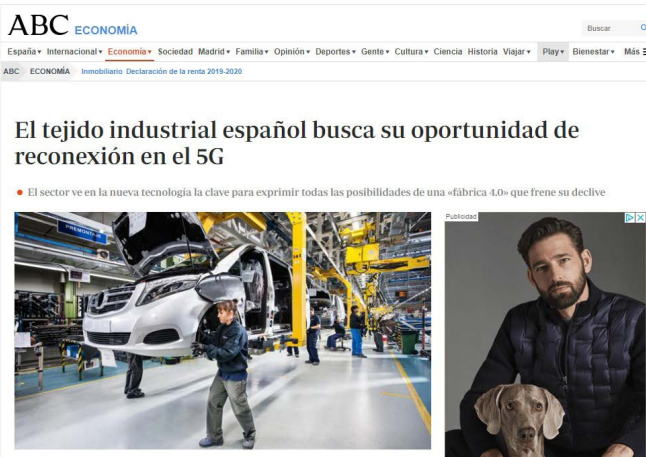 ABC ECONOMÍA
Buscar
España Internacional Economía Sociedad Madrid Familia Opinión Deportes Gente Cultura Ciencia Historia Viajar Play Bienestar Más
ABC ECONOMÍA Inmobiliario Declaración de la renta 2019-2020
El tejido industrial español busca su oportunidad de
reconexión en el 5G
El sector ve en la nueva tecnología la clave para exprimir todas las posibilidades de una «fábrica 4.0» que frene su declive
Publicidad
PREMONTAJE